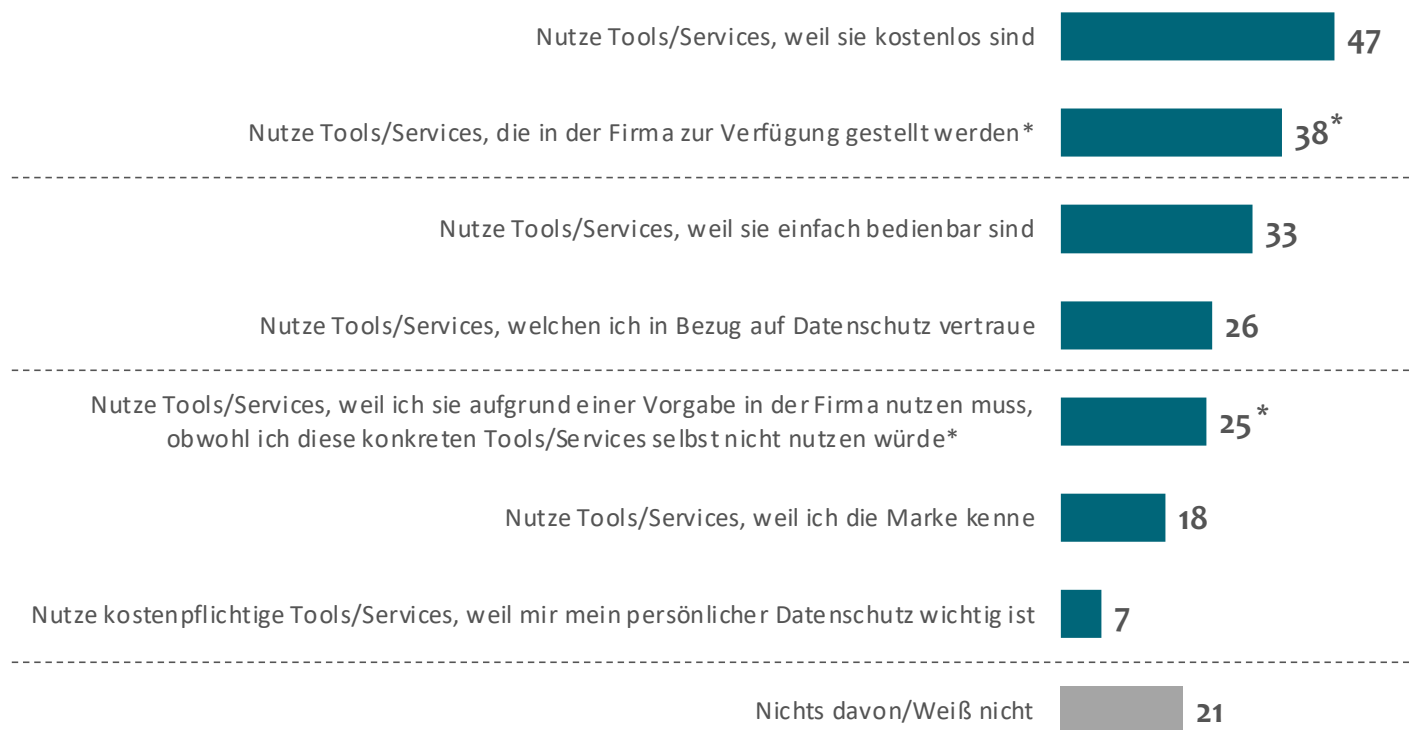 Nutze Tools/Services, weil sie kostenlos sind 47
Nutze Tools/Services, die in der Firma zur Verfügung gestellt werden* 38*
Nutze Tools/Services, weil sie einfach bedienbar sind 33
Nutze Tools/Services, welchen ich in Bezug auf Datenschutz vertraue 26
Nutze Tools/Services, weil ich sie aufgrund einer Vorgabe in der Firma nutzen muss,
obwohl ich diese konkreten Tools/Services selbst nicht nutzen würde* 25*
Nutze Tools/Services, weil ich die Marke kenne 18
Nutze kostenpflichtige Tools/Services, weil mir mein persönlicher Datenschutz wichtig ist 7
Nichts davon/Weiß nicht 21